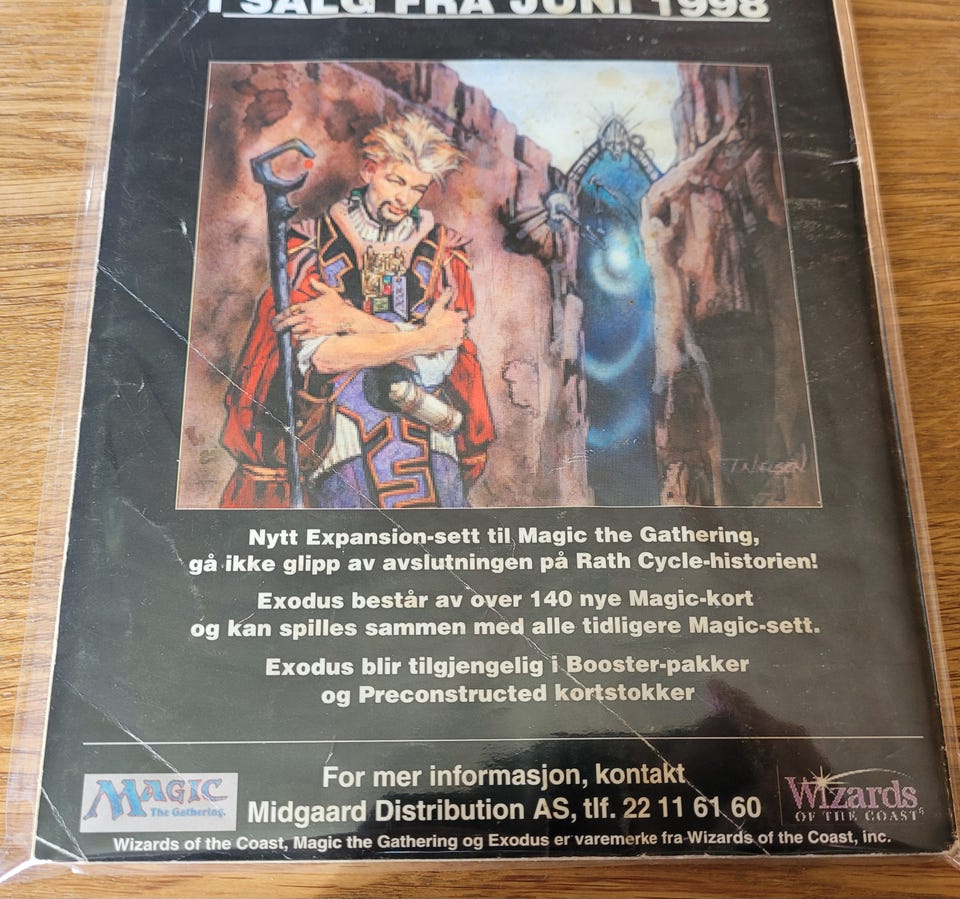 I SALG FRA JUNI 1998
T. NIELSON
Nytt Expansion-sett til Magic the Gathering,
gå ikke glipp av avslutningen på Rath Cycle-historien!
Exodus består av over 140 nye Magic-kort
og kan spilles sammen med alle tidligere Magic-sett.
Exodus blir tilgjengelig i Booster-pakker
og Preconstructed kortstokker
For mer informasjon, kontakt
Midgaard Distribution AS, tlf. 22 11 61 60
MAGIC
The Gathering.
Wizards
OF THE COAST®
Wizards of the Coast, Magic the Gathering og Exodus er varemerke fra Wizards of the Coast, inc.